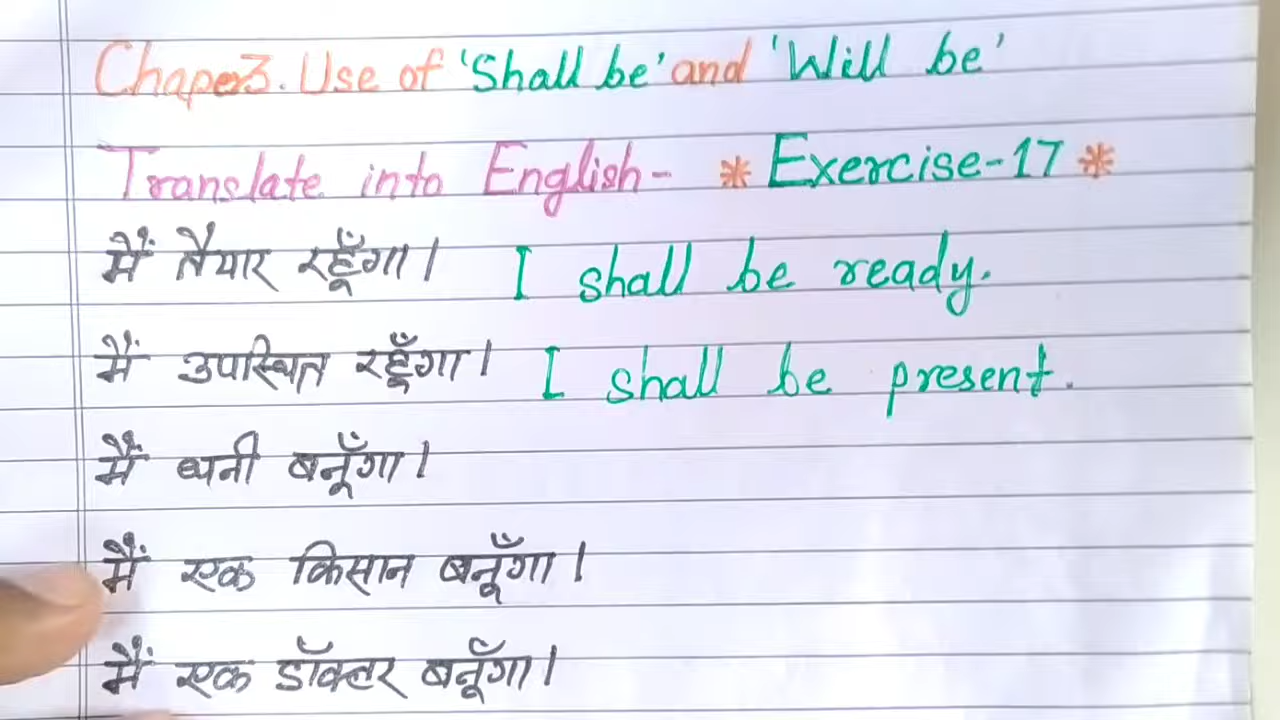 Chaper3. Use of 'Shall be' and 'Will be'
Translate into English- * Exercise-17 *
मैं तैयार रहूँगा। I shall be ready.
मैं उपस्थित रहूँगा। I shall be present.
मैं धनी बनूँगा।
मैं एक किसान बनूँगा।
मैं एक डॉक्टर बनूँगा।